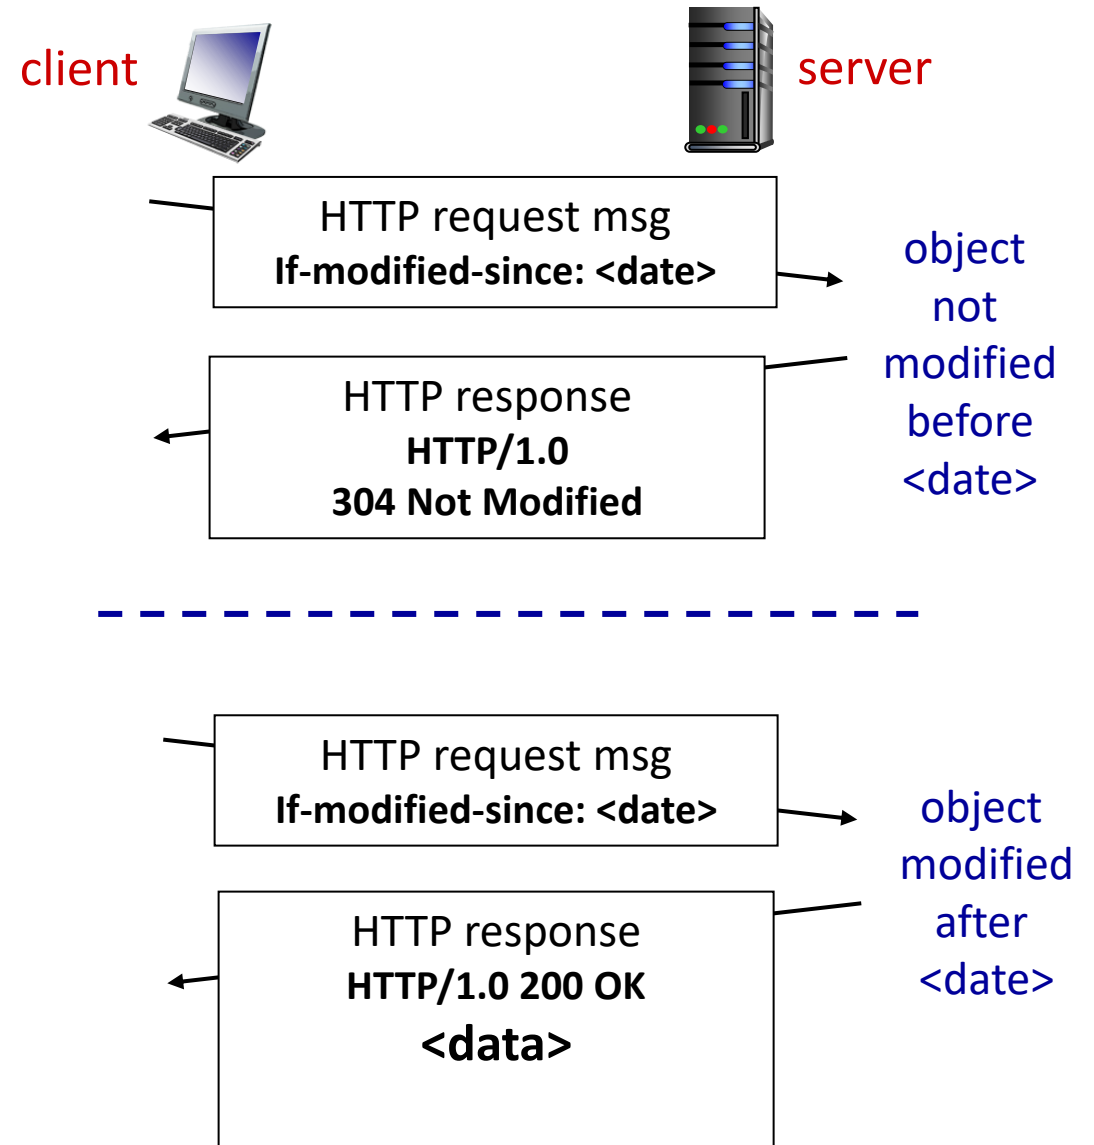 client
server
HTTP request msg
If-modified-since: <date>
object
not
modified
before
<date>
HTTP response
HTTP/1.0
304 Not Modified
HTTP request msg
If-modified-since: <date>
object
modified
after
<date>
HTTP response
HTTP/1.0 200 OK
<data>